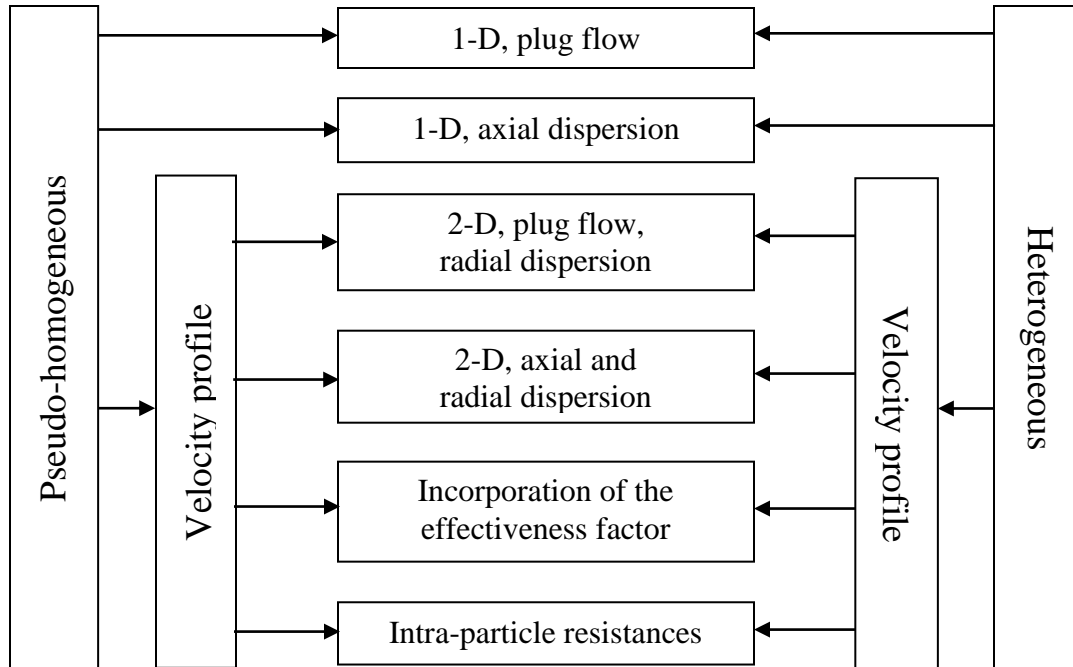 Pseudo-homogeneous
Velocity profile
1-D, plug flow
1-D, axial dispersion
2-D, plug flow,
radial dispersion
2-D, axial and
radial dispersion
Incorporation of the
effectiveness factor
Intra-particle resistances
Velocity profile
Heterogeneous